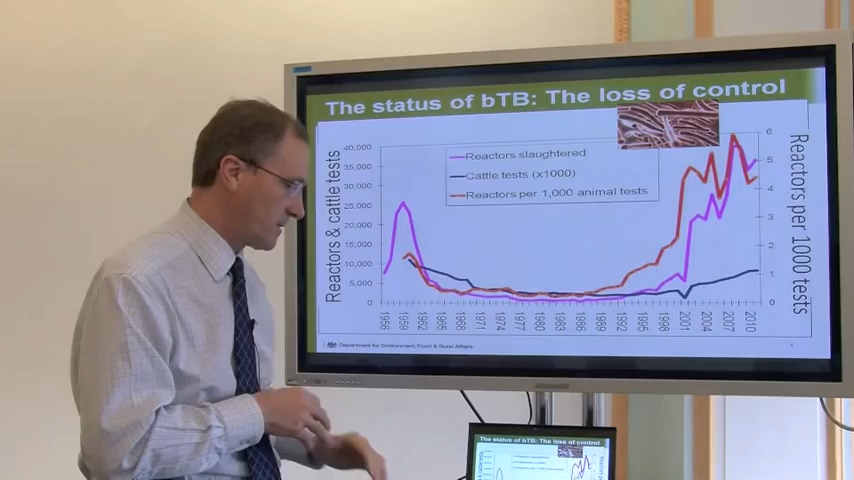 The status of bTB: The loss of control
Reactors slaughtered
Cattle tests (x1000)
Reactors per 1,000 animal tests
Reactors & cattle tests
40,000
35,000
30,000
25,000
20,000
15,000
10,000
5,000
0
6
5
4
3
2
1
0
Reactors per 1000 tests
1956 1969 1962 1965 1968 1971 1974 1977 1980 1983 1986 1989 1992 1995 1998 2001 2004 2007 2010
Department for Environment, Food & Rural Affairs
The status of bTB: The loss of control